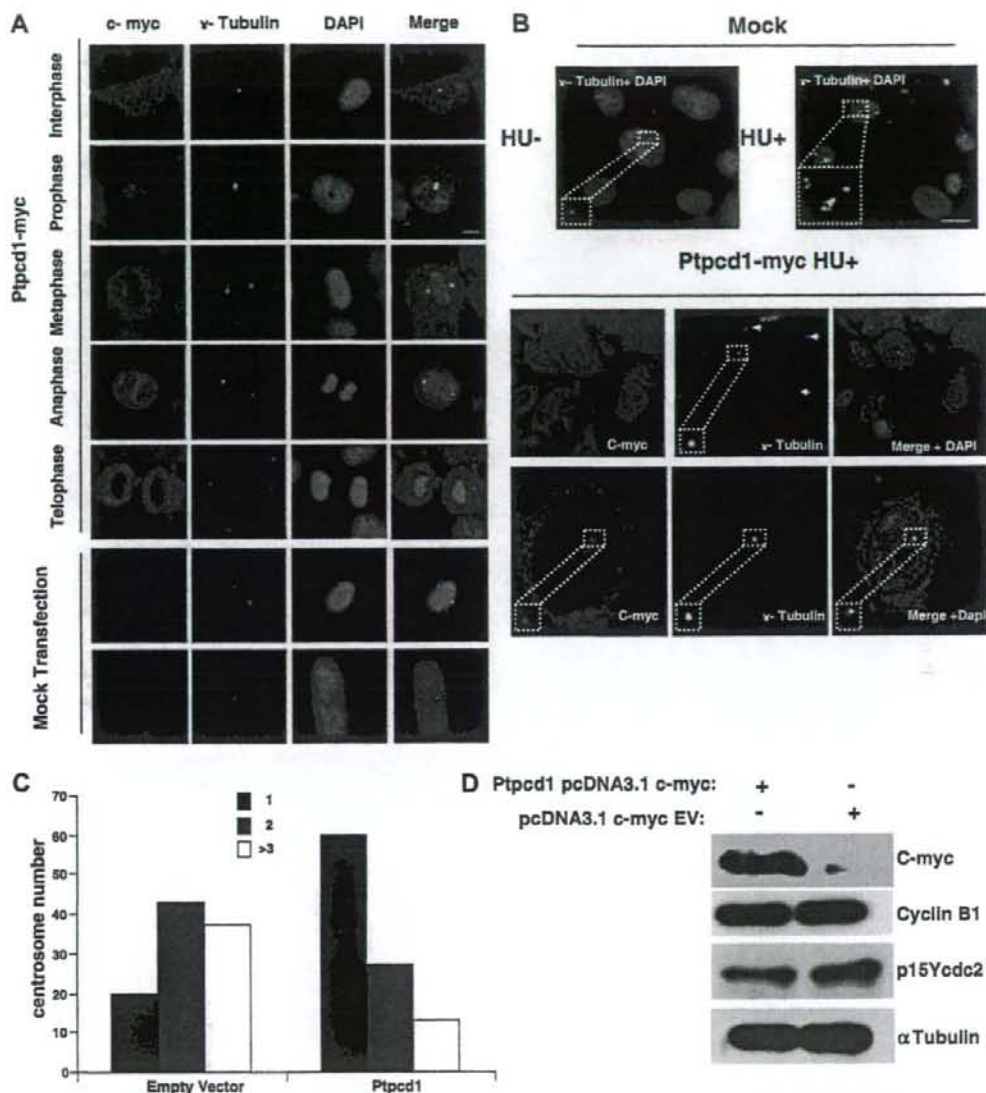 A
c- myc
ɤ- Tubulin
DAPI
Merge
Ptpcd1-myc
Interphase
Prophase
Metaphase
Anaphase
Telophase
Mock Transfection
B
Mock
HU-
ɤ- Tubulin+ DAPI
HU+
ɤ- Tubulin+ DAPI
Ptpcd1-myc HU+
C-myc
ɤ- Tubulin
Merge + DAPI
C-myc
ɤ- Tubulin
Merge +Dapi
C
centrosome number
70
60
50
40
30
20
10
0
1
2
>3
Empty Vector
Ptpcd1
D
Ptpcd1 pcDNA3.1 c-myc: + -
pcDNA3.1 c-myc EV: - +
C-myc
Cyclin B1
p15Ycdc2
α Tubulin